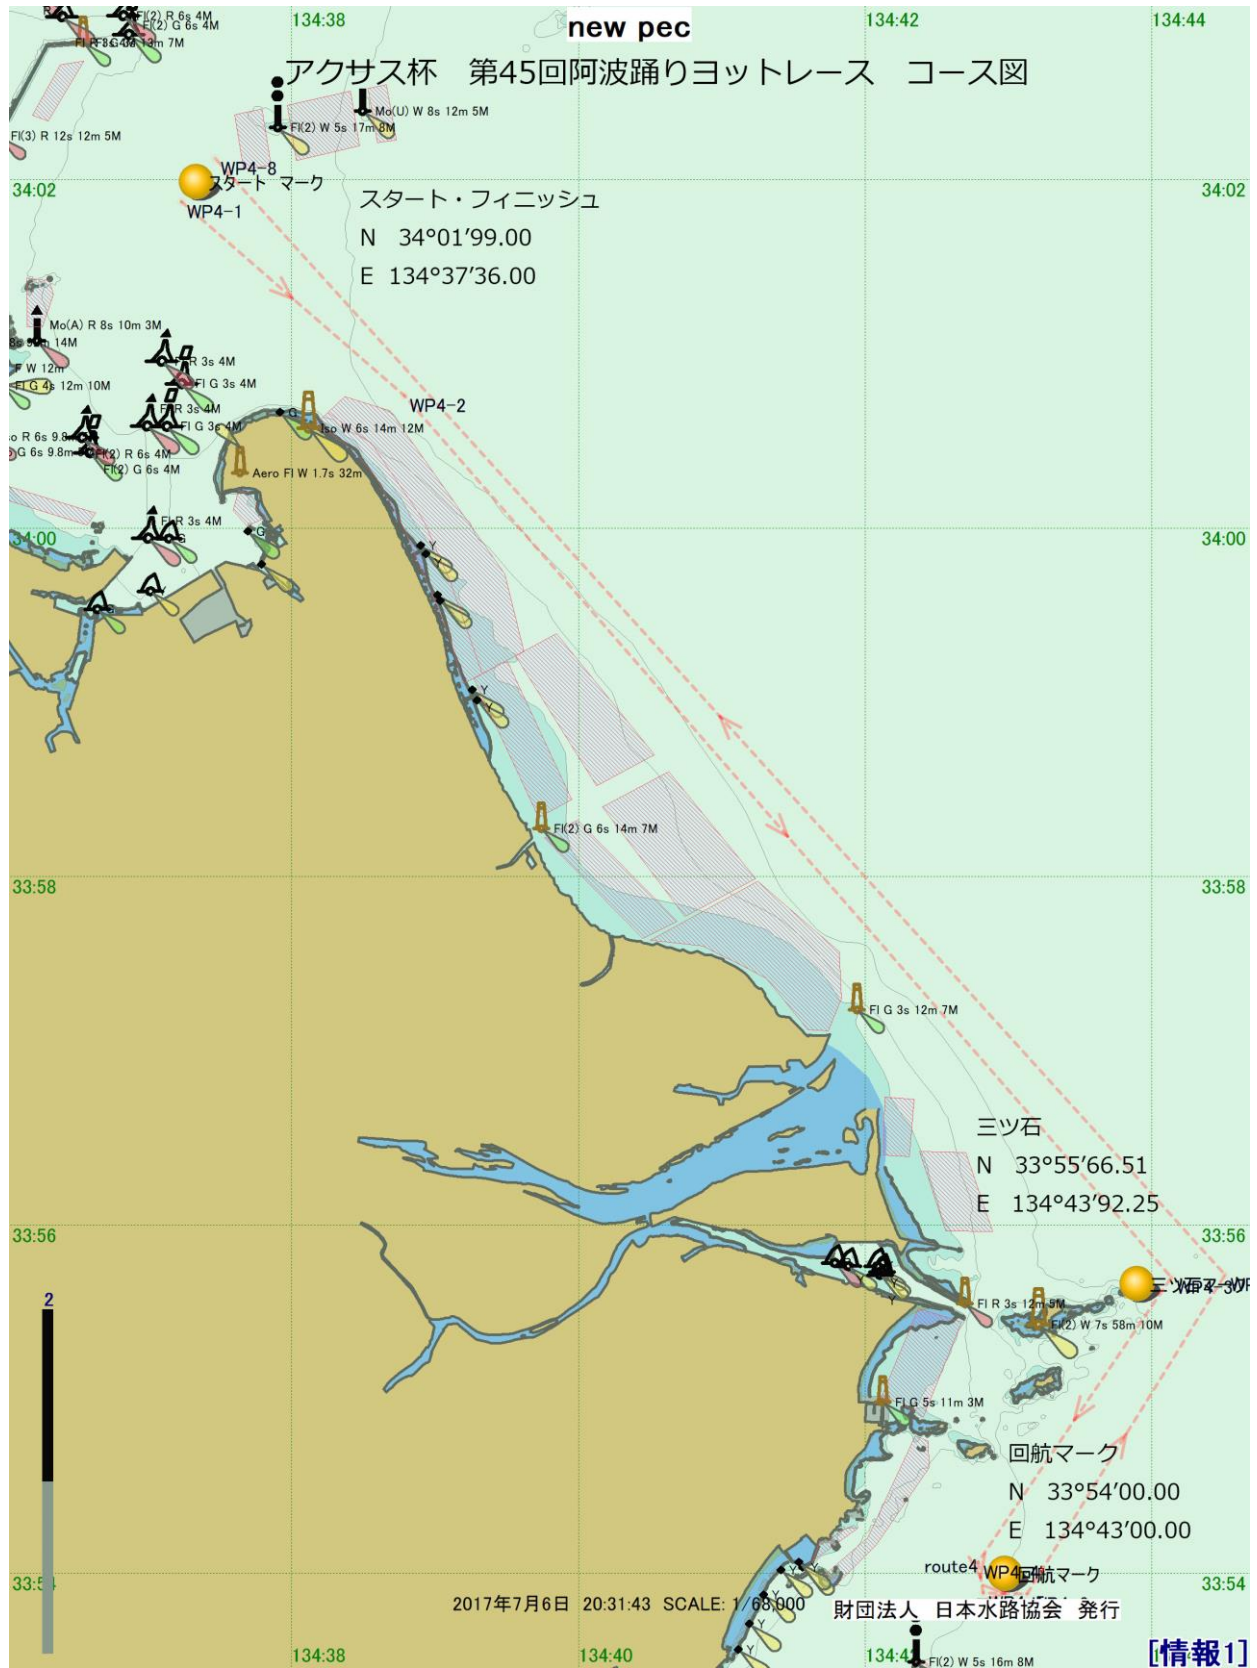 134:38
new pec
134:42
134:44
アクサス杯　第45回阿波踊りヨットレース　コース図
Fl(2) R 6s 4M
Fl(2) G 6s 4M
Mo(U) W 8s 12m 5M
Fl(2) W 5s 17m 8M
Fl(3) R 12s 12m 5M
WP4-8
スタート　マーク
WP4-1
34:02
34:02
スタート・フィニッシュ
N　34°01'99.00
E　134°37'36.00
Mo(A) R 8s 10m 3M
Fl G 3s 4M
Fl G 4s 12m 10M
WP4-2
Fl G 3s 4M
Iso W 6s 14m 12M
Fl(2) R 6s 4M
Fl(2) G 6s 4M
Aero Fl W 1.7s 32m
Fl R 3s 4M
34:00
34:00
Fl(2) G 6s 14m 7M
33:58
33:58
Fl G 3s 12m 7M
三ツ石
N　33°55'66.51
E　134°43'92.25
33:56
33:56
Fl R 3s 12m 5M
Fl(2) W 7s 58m 10M
2
Fl G 5s 11m 3M
回航マーク
N　33°54'00.00
E　134°43'00.00
route4
回航マーク
33:54
33:54
2017年7月6日　20:31:43　SCALE: 1/68,000
財団法人　日本水路協会　発行
134:38
134:40
Fl(2) W 5s 16m 8M
[情報1]